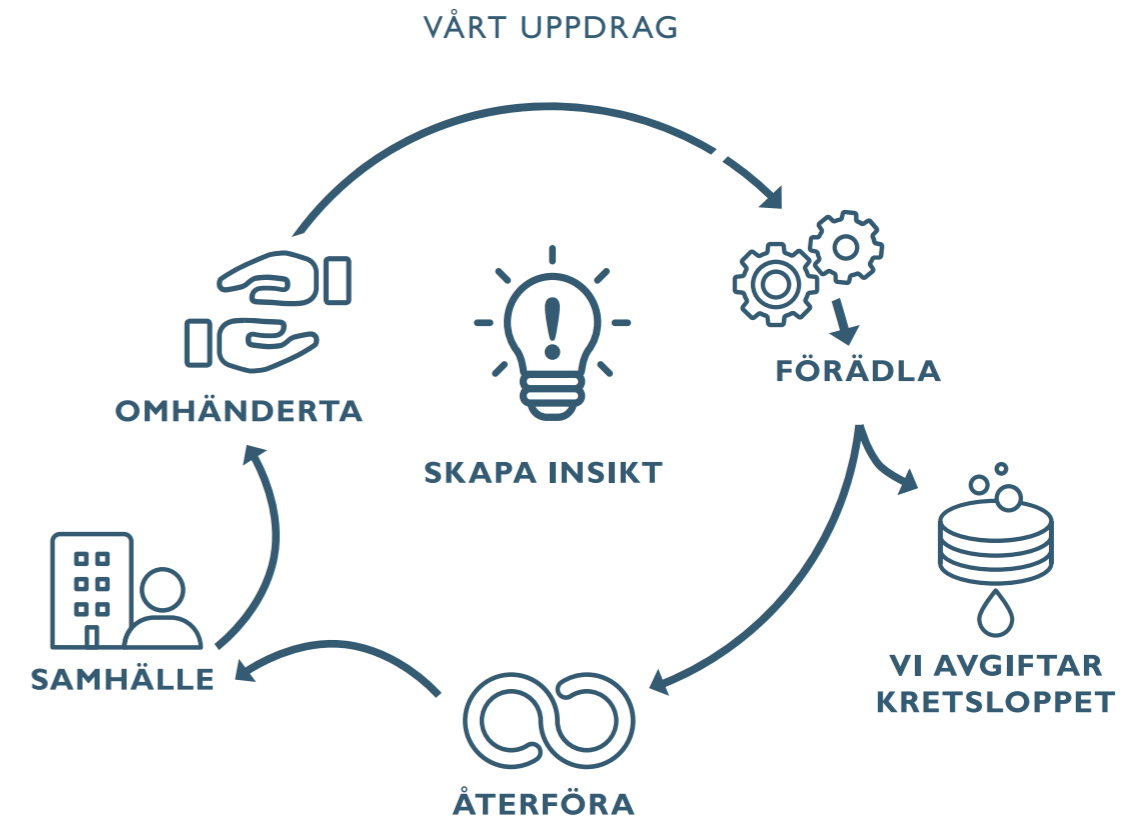 VÅRT UPPDRAG
OMHÄNDERTA
SKAPA INSIKT
FÖRÄDLA
SAMHÄLLE
VI AVGIFTAR
KRETSLOPPET
ÅTERFÖRA